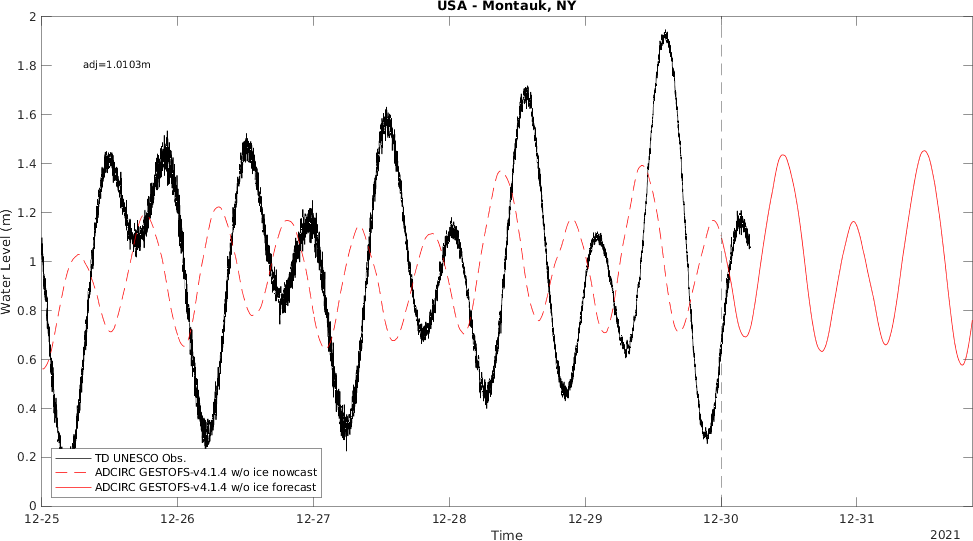 USA - Montauk, NY
2
1.8
1.6
1.4
1.2
1
0.8
0.6
0.4
0.2
0
adj=1.0103m
Water Level (m)
TD UNESCO Obs.
ADCIRC GESTOFS-v4.1.4 w/o ice nowcast
ADCIRC GESTOFS-v4.1.4 w/o ice forecast
12-25 12-26 12-27 12-28 12-29 12-30 12-31
Time
2021